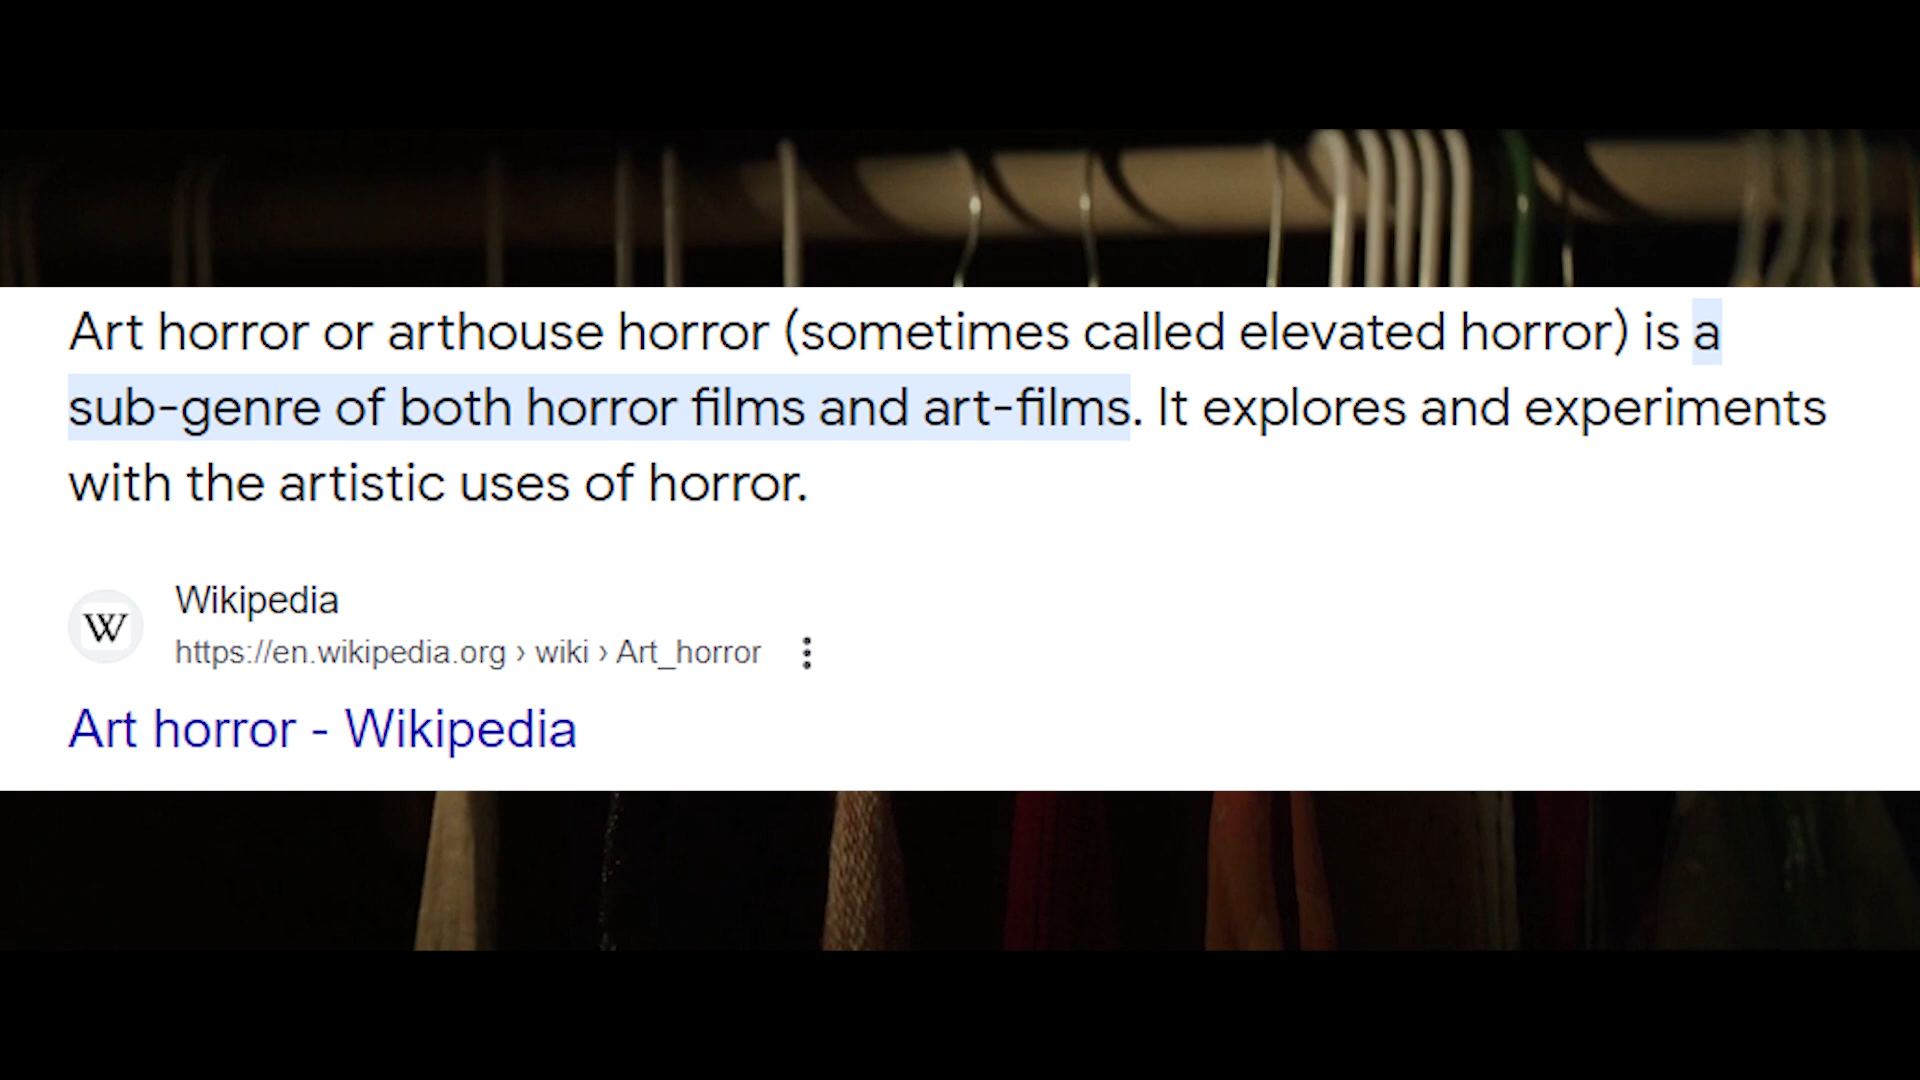 Art horror or arthouse horror (sometimes called elevated horror) is a
sub-genre of both horror films and art-films. It explores and experiments
with the artistic uses of horror.
W
Wikipedia
https://en.wikipedia.org › wiki › Art_horror
Art horror - Wikipedia